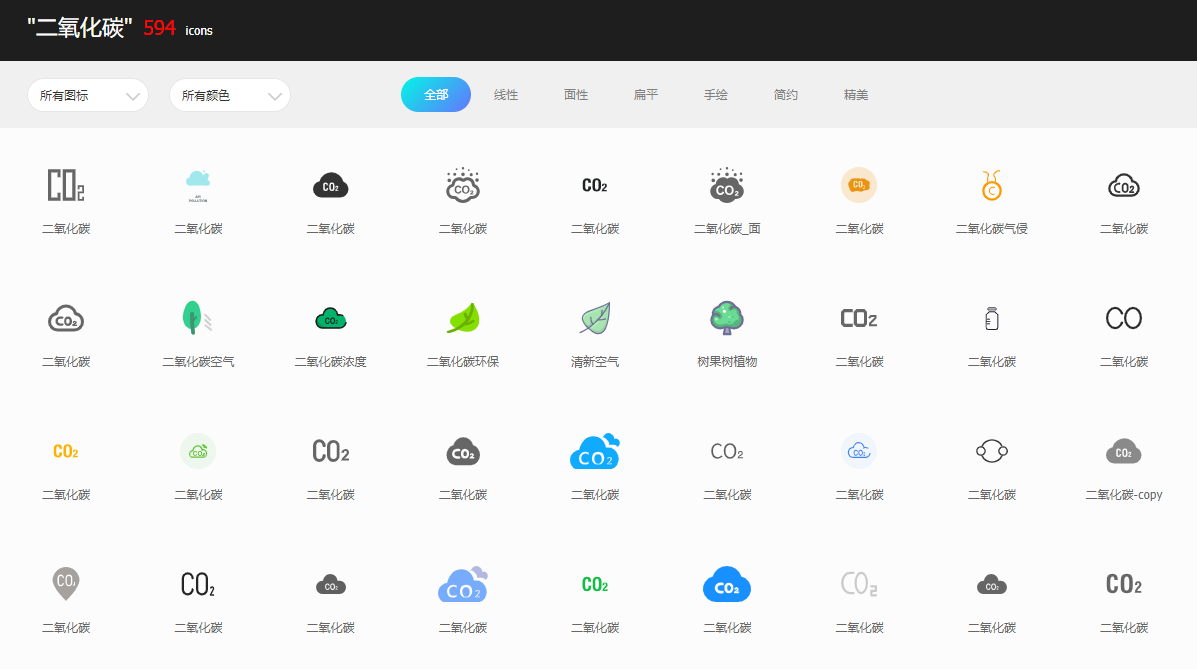 "二氧化碳" 594 icons
所有图标 所有颜色 全部 线性 面性 扁平 手绘 简约 精美
CO2 AIR POLLUTION CO2 CO2 CO2 CO2 CO2 C CO2
二氧化碳 二氧化碳 二氧化碳 二氧化碳 二氧化碳 二氧化碳_面 二氧化碳 二氧化碳气侵 二氧化碳
CO2 CO2 CO2 CO
二氧化碳 二氧化碳空气 二氧化碳浓度 二氧化碳环保 清新空气 树果树植物 二氧化碳 二氧化碳 二氧化碳
CO2 CO2 CO2 CO2 CO2 CO2 CO2 CO2
二氧化碳 二氧化碳 二氧化碳 二氧化碳 二氧化碳 二氧化碳 二氧化碳 二氧化碳 二氧化碳-copy
CO2 CO2 CO2 CO2 CO2 CO2 CO2 CO2 CO2
二氧化碳 二氧化碳 二氧化碳 二氧化碳 二氧化碳 二氧化碳 二氧化碳 二氧化碳 二氧化碳